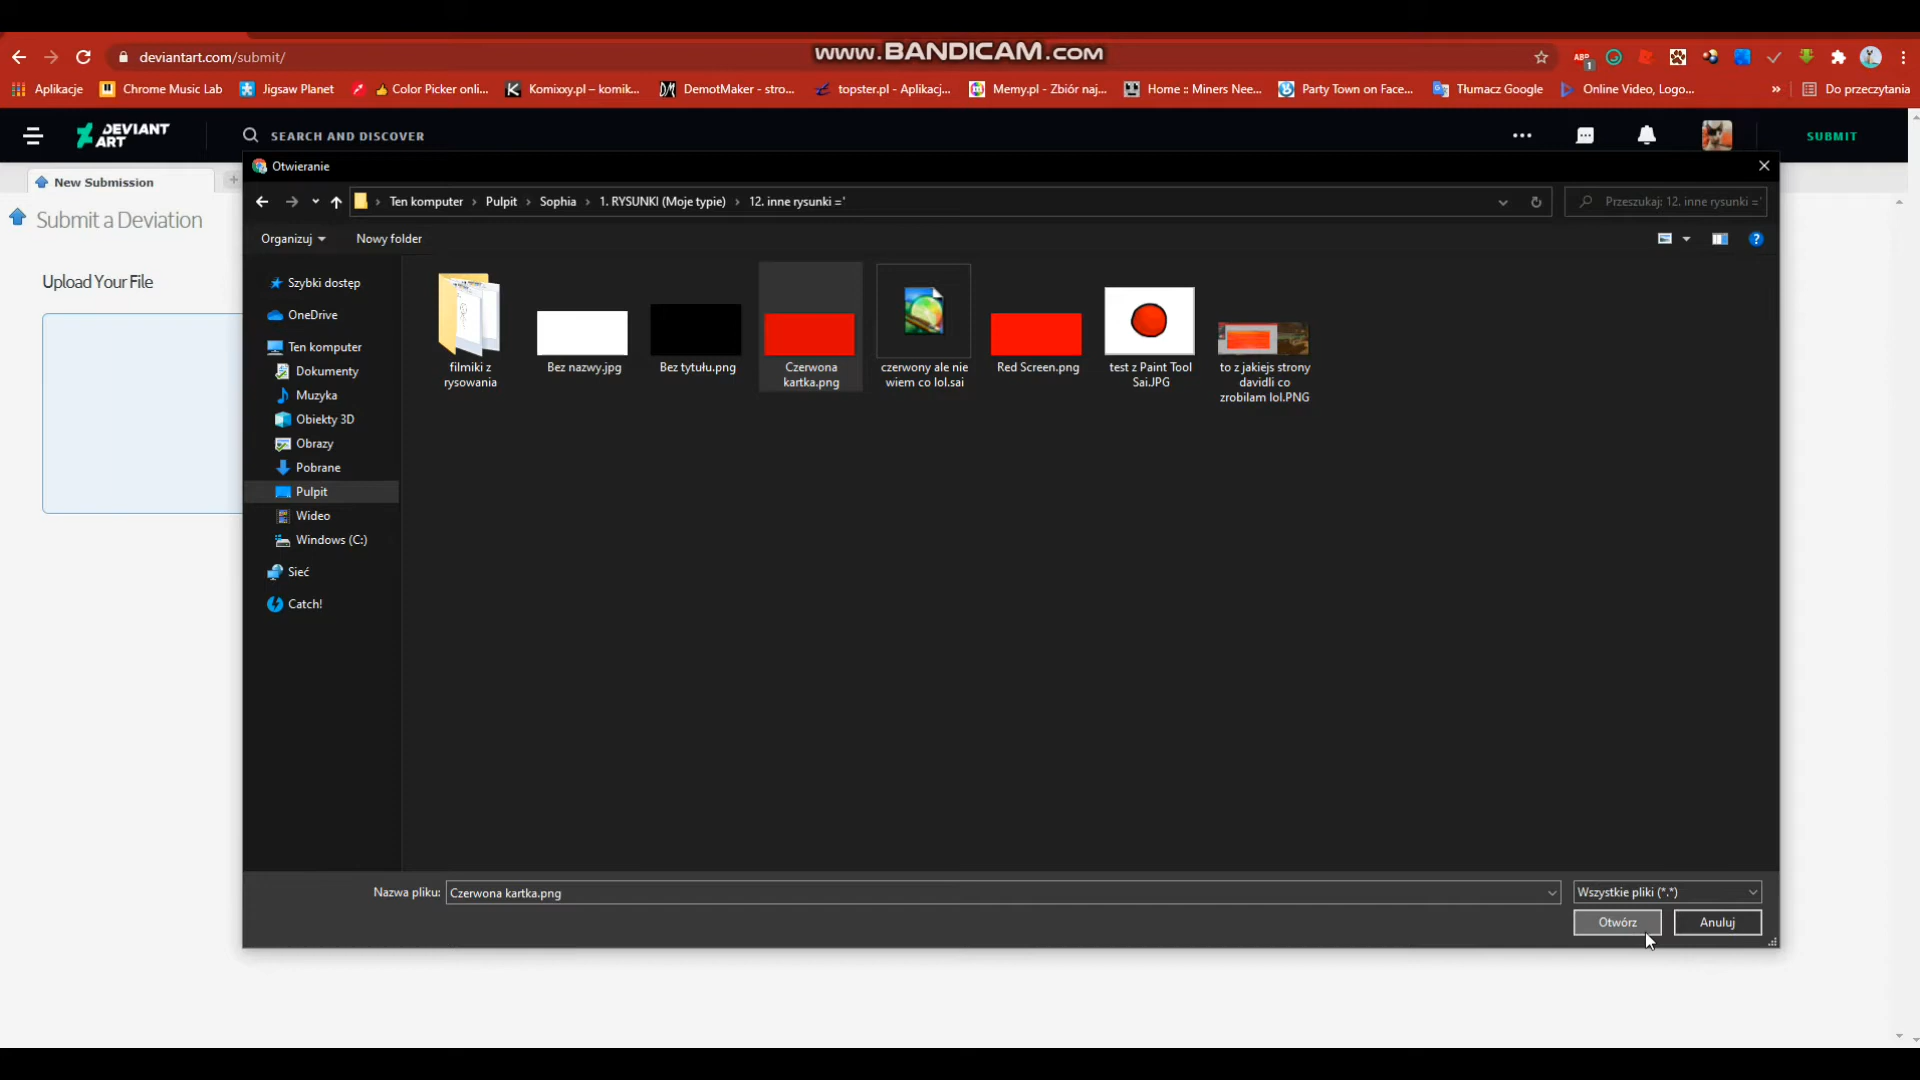 www.BANDICAM.com
deviantart.com/submit/
ABP
1
Aplikacje
Chrome Music Lab
Jigsaw Planet
Color Picker onli...
Komixxy.pl – komik...
DemotMaker - stro...
topster.pl - Aplikacj...
Memy.pl - Zbiór naj...
Home :: Miners Nee...
Party Town on Face...
Tłumacz Google
Online Video, Logo...
»
Do przeczytania
DEVIANT
ART
SEARCH AND DISCOVER
SUBMIT
New Submission
Submit a Deviation
Upload Your File
Otwieranie
Ten komputer › Pulpit › Sophia › 1. RYSUNKI (Moje typie) › 12. inne rysunki ='
Przeszukaj: 12. inne rysunki ='
Organizuj
Nowy folder
Szybki dostęp
OneDrive
Ten komputer
Dokumenty
Muzyka
Obiekty 3D
Obrazy
Pobrane
Pulpit
Wideo
Windows (C:)
Sieć
Catch!
filmiki z
rysowania
Bez nazwy.jpg
Bez tytułu.png
Czerwona
kartka.png
czerwony ale nie
wiem co lol.sai
Red Screen.png
test z Paint Tool
Sai.JPG
to z jakiejs strony
davidli co
zrobilam lol.PNG
Nazwa pliku:
Czerwona kartka.png
Wszystkie pliki (*.*)
Otwórz
Anuluj